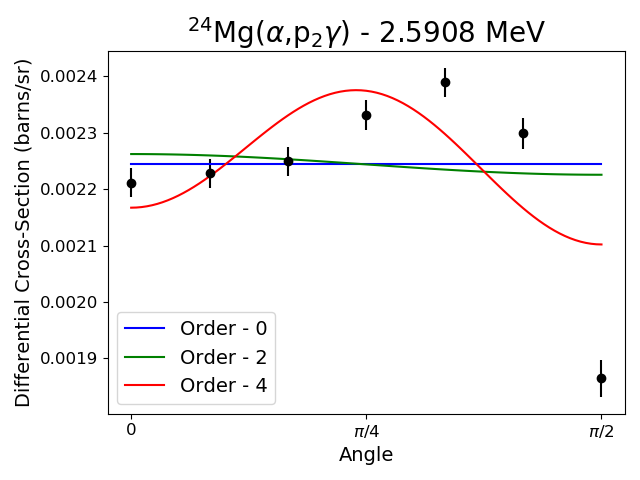 ²⁴Mg(α,p₂γ) - 2.5908 MeV
Differential Cross-Section (barns/sr)
0.0024
0.0023
0.0022
0.0021
0.0020
0.0019
Order - 0
Order - 2
Order - 4
0
π/4
π/2
Angle